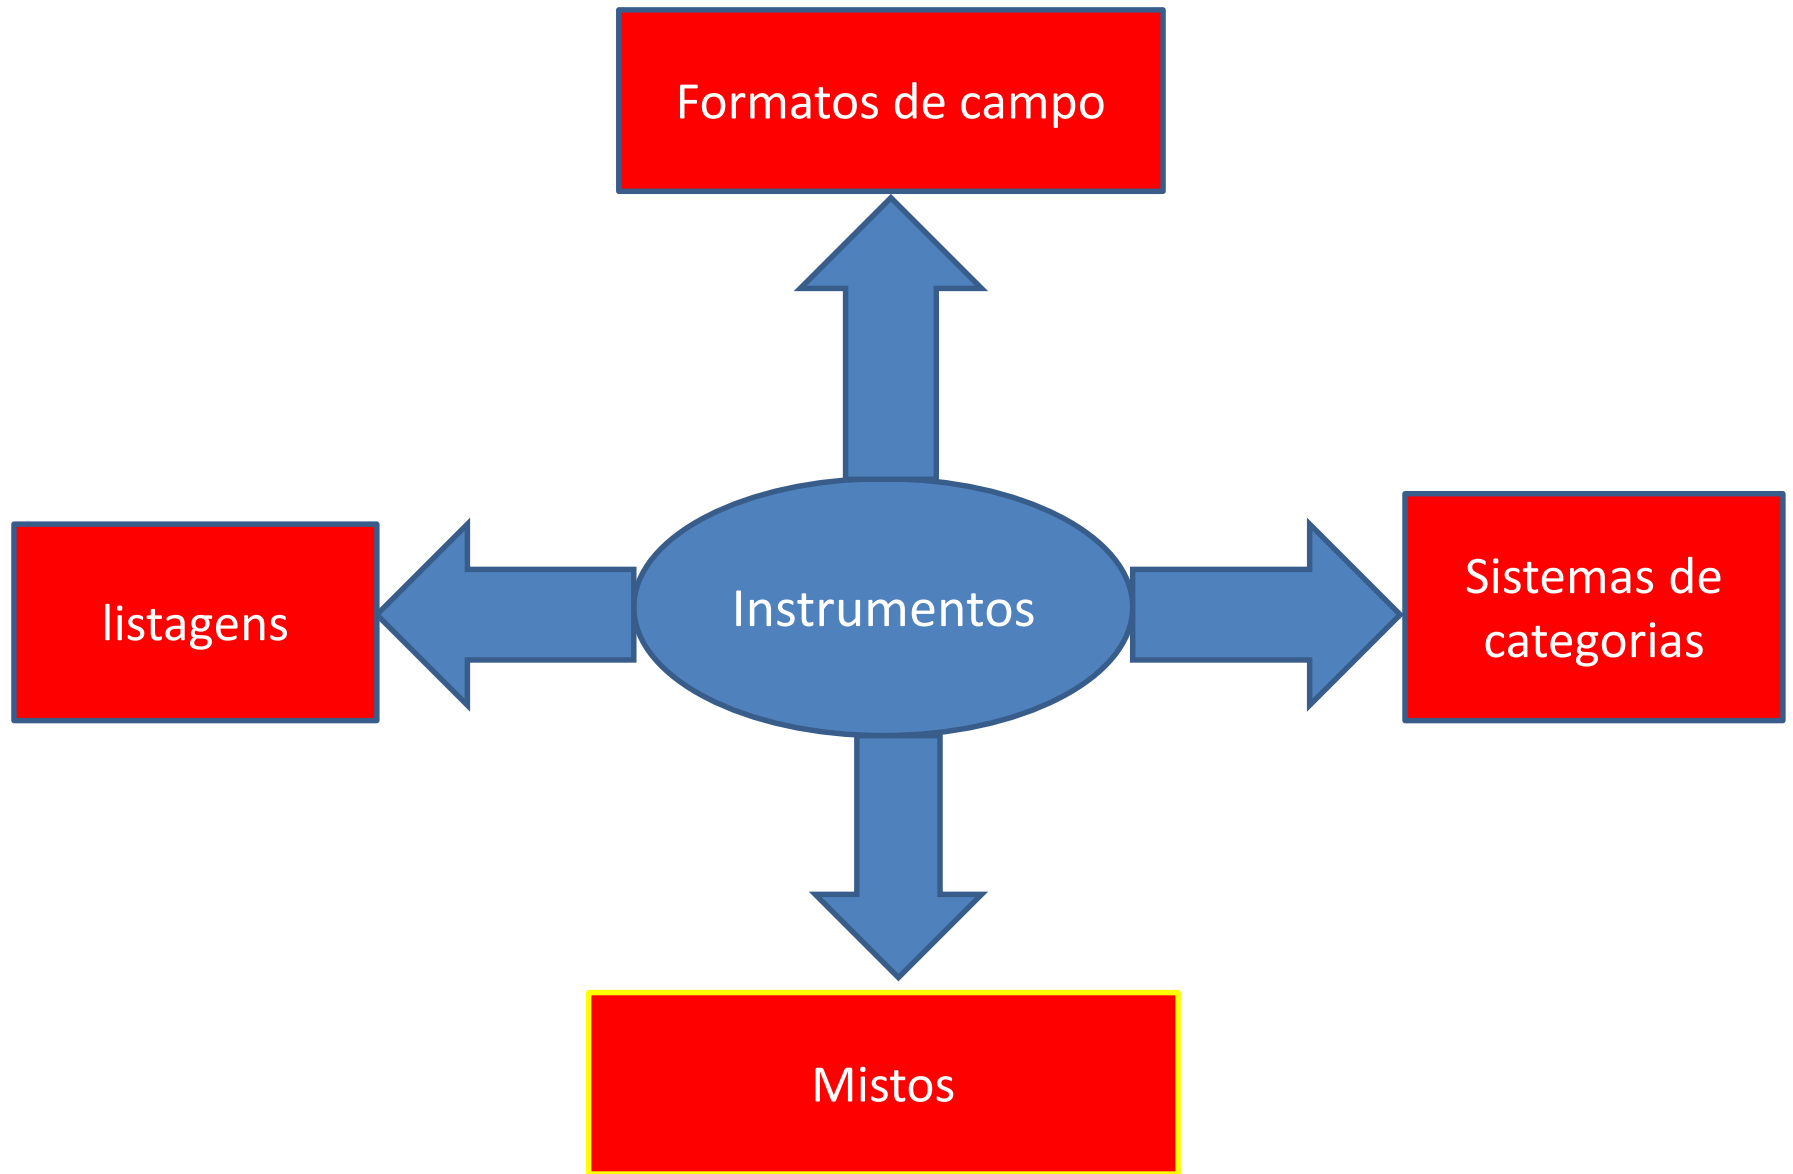 Formatos de campo
listagens
Instrumentos
Sistemas de
categorias
Mistos